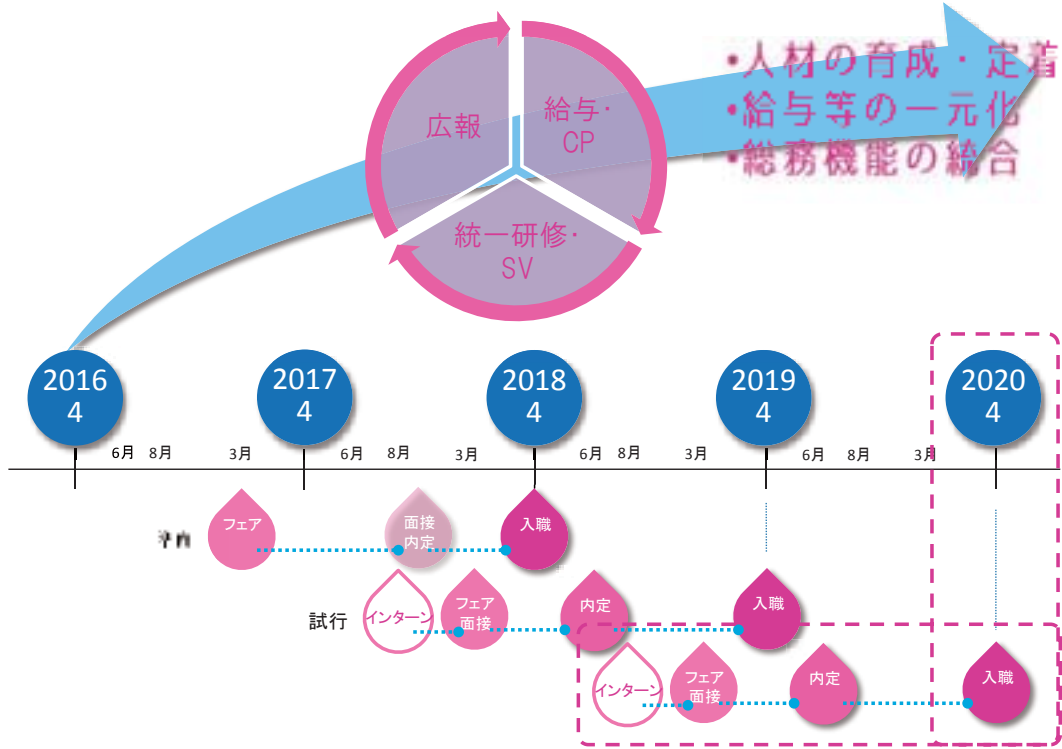 •人材の育成・定着
•給与等の一元化
•総務機能の統合
広報
給与・
CP
統一研修・
SV
2016
4
2017
4
2018
4
2019
4
2020
4
6月 8月 3月 6月 8月 3月 6月 8月 3月 6月 8月 3月
フェア
面接
内定
入職
試行
インターン
フェア
面接
内定
入職
インターン
フェア
面接
内定
入職